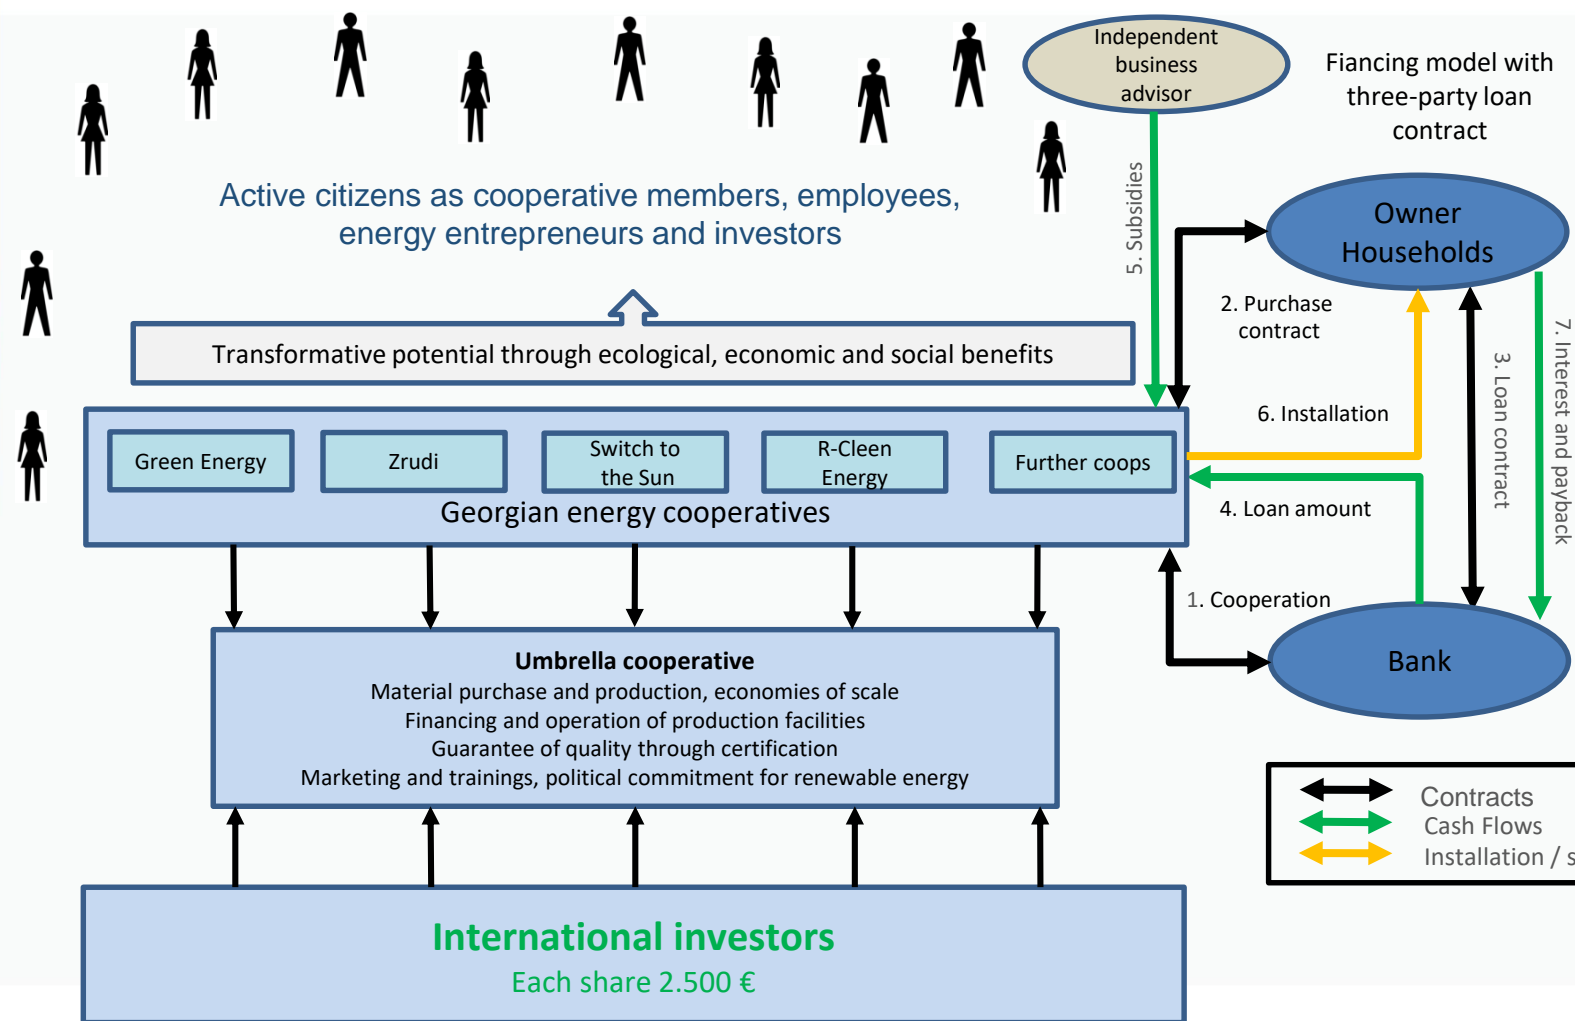 Independent
business
advisor
Fiancing model with
three-party loan
contract
Active citizens as cooperative members, employees,
energy entrepreneurs and investors
5. Subsidies
Owner
Households
2. Purchase
contract
3. Loan contract
7. Interest and payback
Transformative potential through ecological, economic and social benefits
6. Installation
Green Energy
Zrudi
Switch to
the Sun
R-Cleen
Energy
Further coops
Georgian energy cooperatives
4. Loan amount
1. Cooperation
Bank
Umbrella cooperative
Material purchase and production, economies of scale
Financing and operation of production facilities
Guarantee of quality through certification
Marketing and trainings, political commitment for renewable energy
Contracts
Cash Flows
Installation / s
International investors
Each share 2.500 €